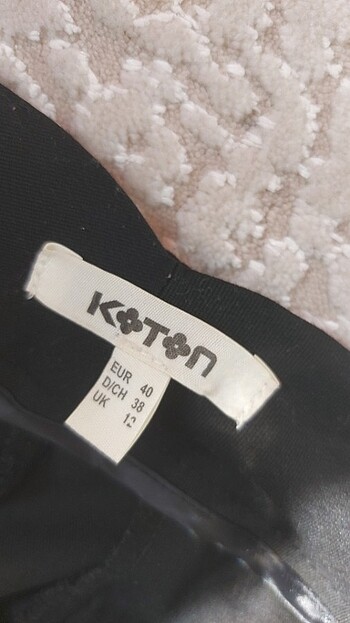 KOTON
EUR 40
D/CH 38
UK 12